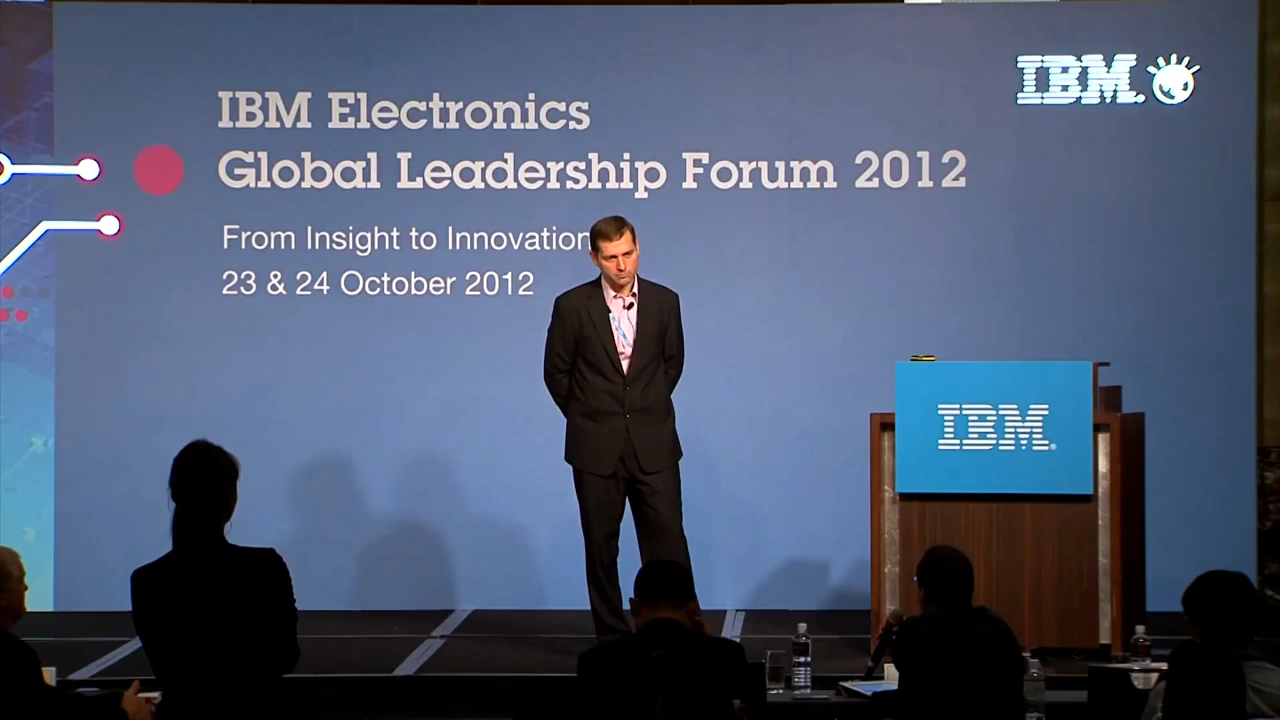 IBM Electronics
Global Leadership Forum 2012
From Insight to Innovation
23 & 24 October 2012
IBM.
IBM®